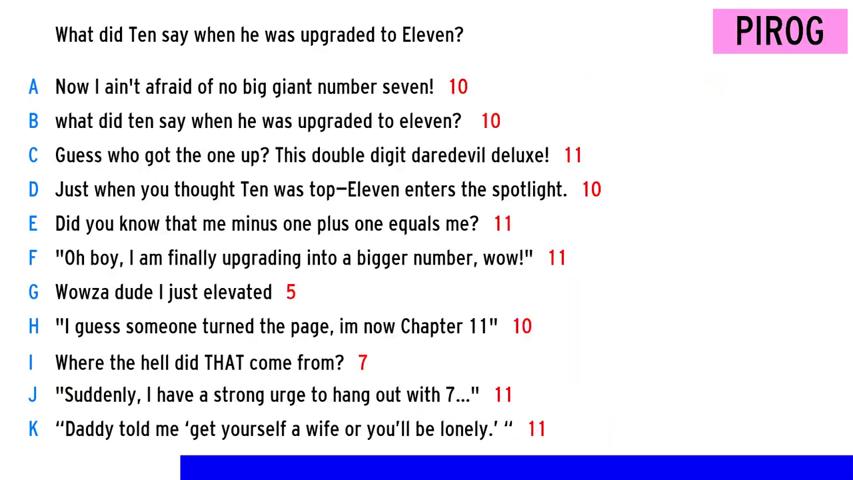 What did Ten say when he was upgraded to Eleven?
PIROG
A Now I ain't afraid of no big giant number seven! 10
B what did ten say when he was upgraded to eleven? 10
C Guess who got the one up? This double digit daredevil deluxe! 11
D Just when you thought Ten was top—Eleven enters the spotlight. 10
E Did you know that me minus one plus one equals me? 11
F "Oh boy, I am finally upgrading into a bigger number, wow!" 11
G Wowza dude I just elevated 5
H "I guess someone turned the page, im now Chapter 11" 10
I Where the hell did THAT come from? 7
J "Suddenly, I have a strong urge to hang out with 7..." 11
K “Daddy told me ‘get yourself a wife or you’ll be lonely.’ “ 11